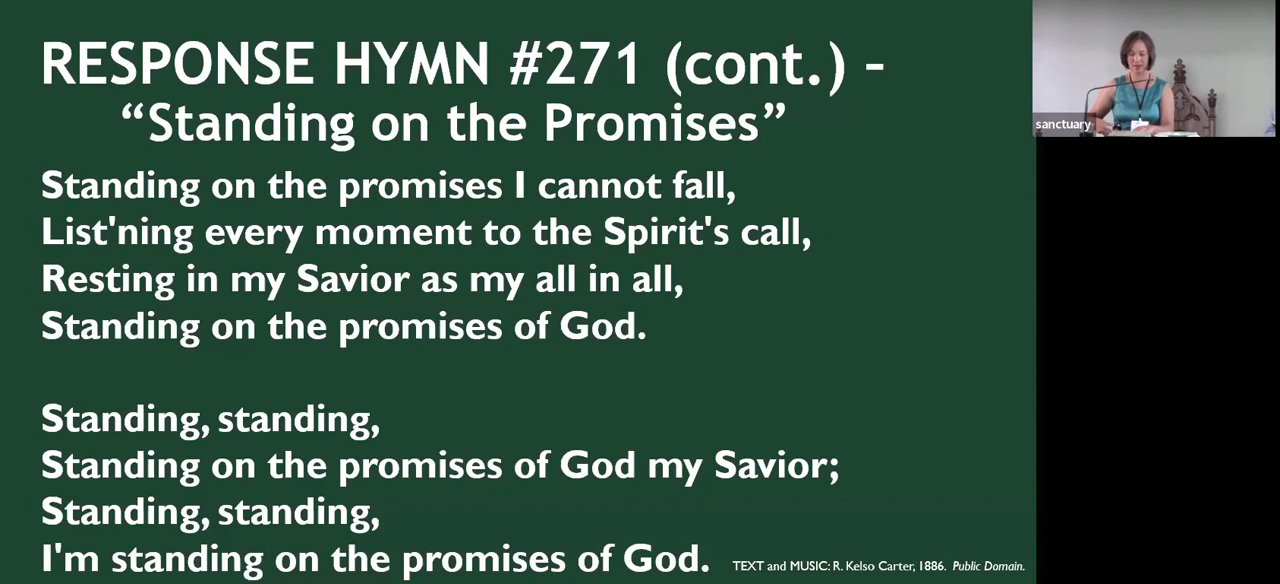 RESPONSE HYMN #271 (cont.) -
“Standing on the Promises”
Standing on the promises I cannot fall,
List'ning every moment to the Spirit's call,
Resting in my Savior as my all in all,
Standing on the promises of God.
Standing, standing,
Standing on the promises of God my Savior;
Standing, standing,
I'm standing on the promises of God.
TEXT and MUSIC: R. Kelso Carter, 1886. Public Domain.
sanctuary